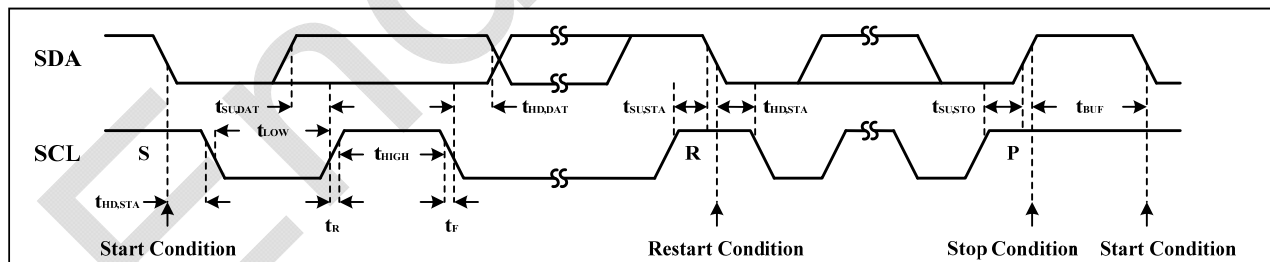 SDA
tSU,DAT tHD,DAT tSU,STA tHD,STA tSU,STO tBUF
tLOW
SCL S tHIGH R P
tHD,STA tR tF
Start Condition Restart Condition Stop Condition Start Condition